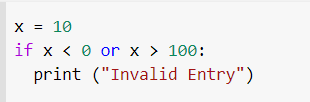 x = 10
if x < 0 or x > 100:
  print ("Invalid Entry")